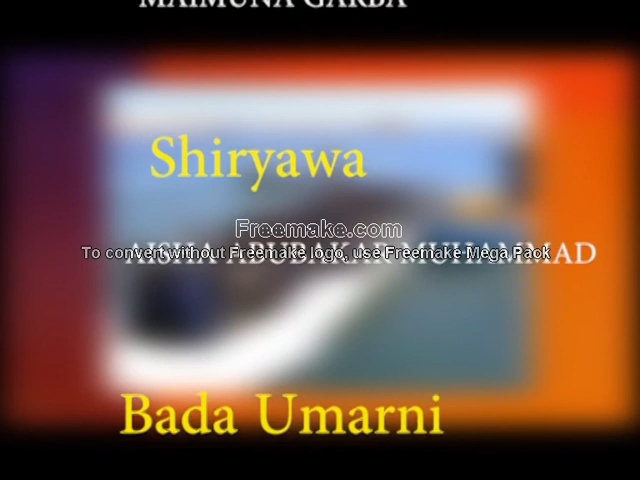 MAIMUNA GARBA
Shiryawa
Freemake.com
AISHA ABUBAKAR MUHAMMAD
To convert without Freemake logo, use Freemake Mega Pack
Bada Umarni